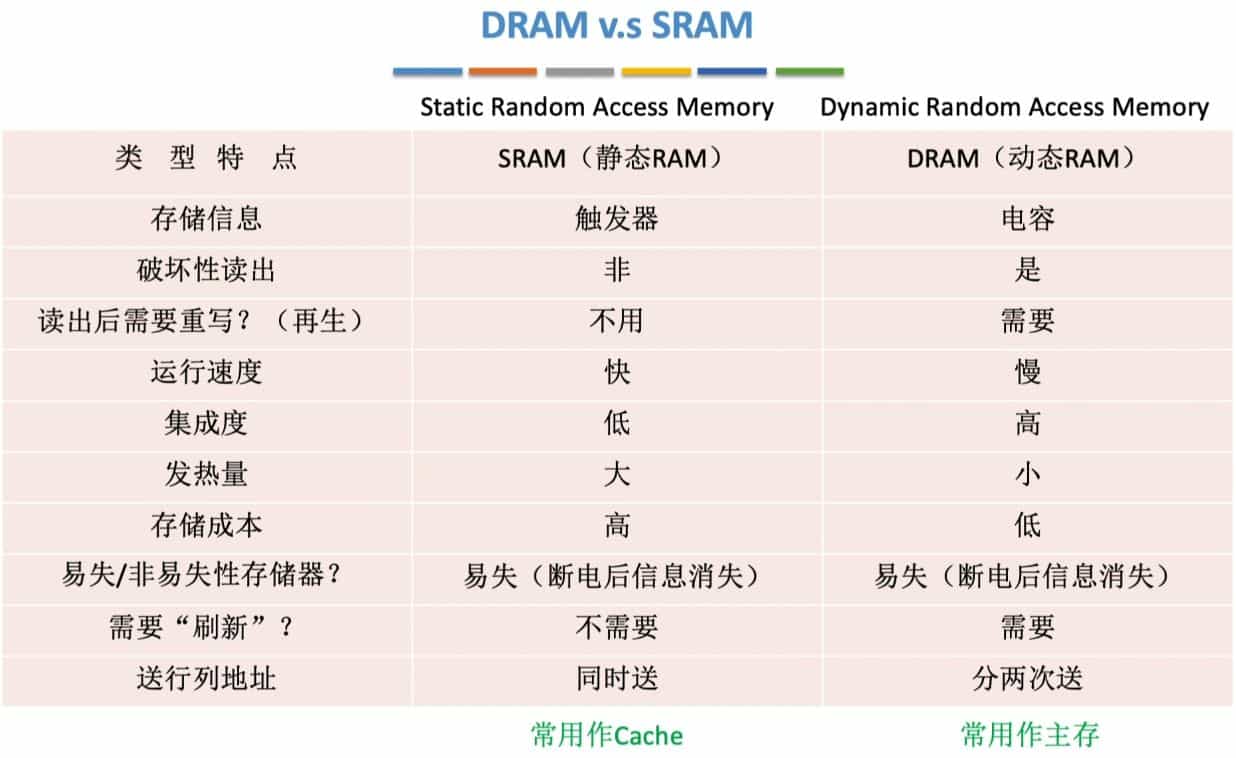 DRAM v.s SRAM
Static Random Access Memory Dynamic Random Access Memory
类 型 特 点 SRAM（静态RAM） DRAM（动态RAM）
存储信息 触发器 电容
破坏性读出 非 是
读出后需要重写？（再生） 不用 需要
运行速度 快 慢
集成度 低 高
发热量 大 小
存储成本 高 低
易失/非易失性存储器？ 易失（断电后信息消失） 易失（断电后信息消失）
需要“刷新”？ 不需要 需要
送行列地址 同时送 分两次送
常用作Cache 常用作主存